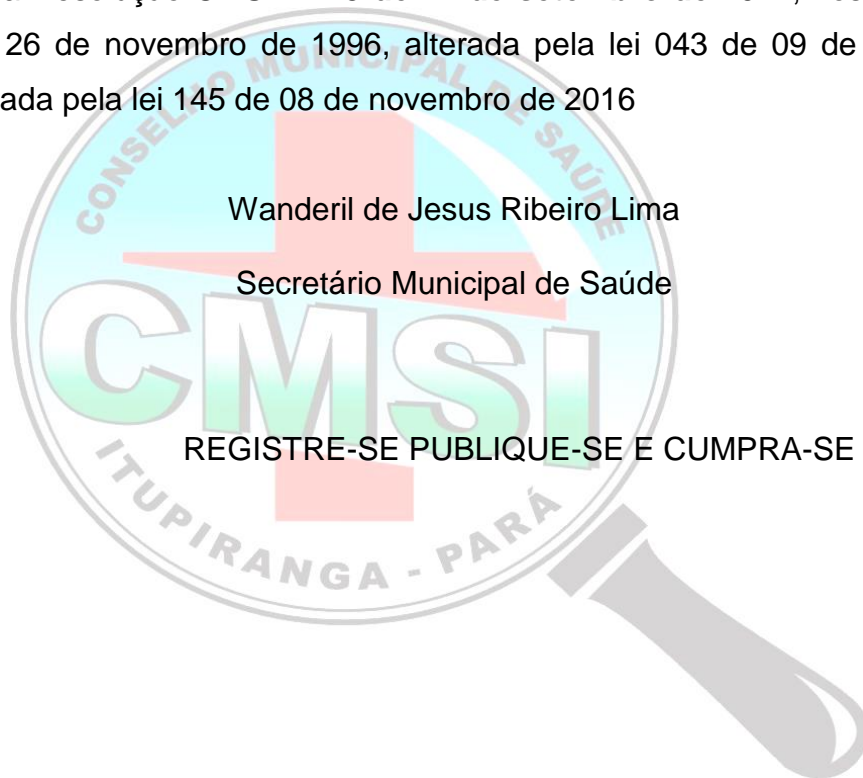 26 de novembro de 1996, alterada pela lei 043 de 09 de
ada pela lei 145 de 08 de novembro de 2016
CONSELHO MUNICIPAL DE SAÚDE
Wanderil de Jesus Ribeiro Lima
Secretário Municipal de Saúde
CMSI
REGISTRE-SE PUBLIQUE-SE E CUMPRA-SE
ITUPIRANGA - PARÁ